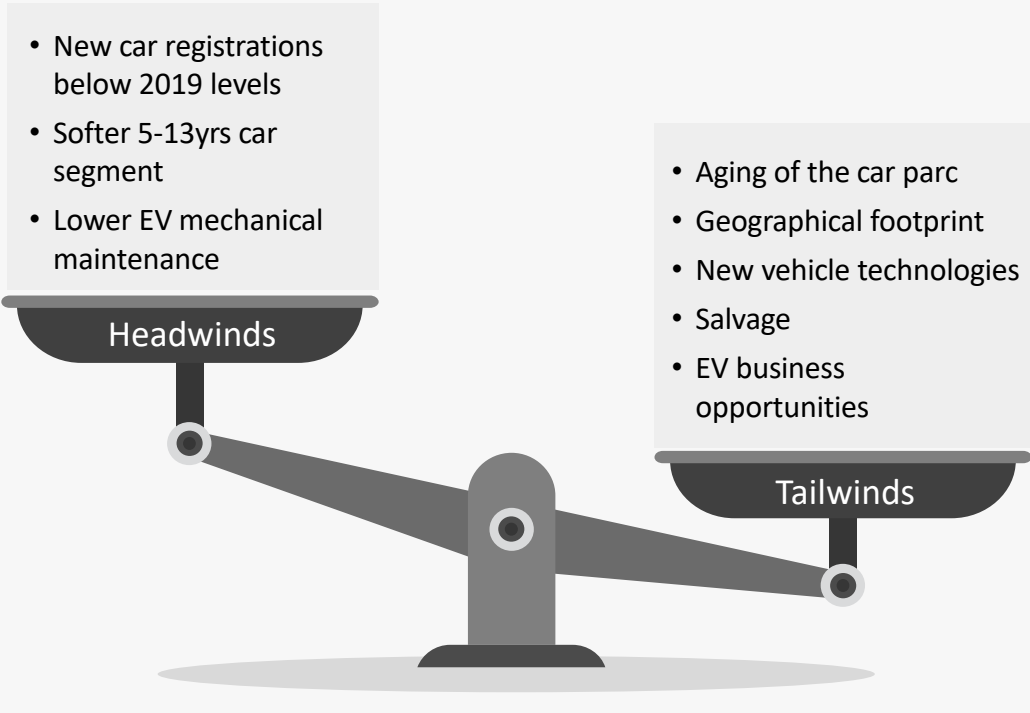 • New car registrations
below 2019 levels
• Softer 5-13yrs car
segment
• Lower EV mechanical
maintenance
Headwinds
• Aging of the car parc
• Geographical footprint
• New vehicle technologies
• Salvage
• EV business
opportunities
Tailwinds